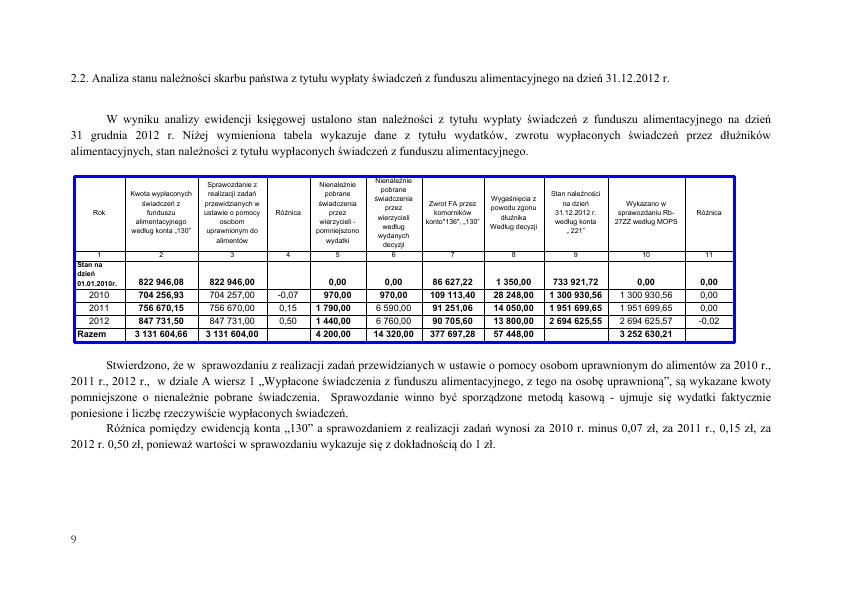 2.2. Analiza stanu należności skarbu państwa z tytułu wypłaty świadczeń z funduszu alimentacyjnego na dzień 31.12.2012 r.
W wyniku analizy ewidencji księgowej ustalono stan należności z tytułu wypłaty świadczeń z funduszu alimentacyjnego na dzień
31 grudnia 2012 r. Niżej wymieniona tabela wykazuje dane z tytułu wydatków, zwrotu wypłaconych świadczeń przez dłużników
alimentacyjnych, stan należności z tytułu wypłaconych świadczeń z funduszu alimentacyjnego.
Rok
Kwota wypłaconych
świadczeń z
funduszu
alimentacyjnego
według konta „130”
Sprawozdanie z
realizacji zadań
przewidzianych w
ustawie o pomocy
osobom
uprawnionym do
alimentów
Różnica
Nienależnie
pobrane
świadczenia
przez
wierzycieli -
pomniejszono
wydatki
Nienależnie
pobrane
świadczenia
przez
wierzycieli
według
wydanych
decyzji
Zwrot FA przez
komorników
konto"136", „130”
Wygaśnięcia z
powodu zgonu
dłużnika
Według decyzji
Stan należności
na dzień
31.12.2012 r.
według konta
„ 221”
Wykazano w
sprawozdaniu Rb-
27ZZ według MOPS
Różnica
1 2 3 4 5 6 7 8 9 10 11
Stan na
dzień
01.01.2010r. 822 946,08 822 946,00 0,00 0,00 86 627,22 1 350,00 733 921,72 0,00 0,00
2010 704 256,93 704 257,00 -0,07 970,00 970,00 109 113,40 28 248,00 1 300 930,56 1 300 930,56 0,00
2011 756 670,15 756 670,00 0,15 1 790,00 6 590,00 91 251,06 14 050,00 1 951 699,65 1 951 699,65 0,00
2012 847 731,50 847 731,00 0,50 1 440,00 6 760,00 90 705,60 13 800,00 2 694 625,55 2 694 625,57 -0,02
Razem 3 131 604,66 3 131 604,00 4 200,00 14 320,00 377 697,28 57 448,00 3 252 630,21
Stwierdzono, że w sprawozdaniu z realizacji zadań przewidzianych w ustawie o pomocy osobom uprawnionym do alimentów za 2010 r.,
2011 r., 2012 r., w dziale A wiersz 1 „Wypłacone świadczenia z funduszu alimentacyjnego, z tego na osobę uprawnioną”, są wykazane kwoty
pomniejszone o nienależnie pobrane świadczenia. Sprawozdanie winno być sporządzone metodą kasową - ujmuje się wydatki faktycznie
poniesione i liczbę rzeczywiście wypłaconych świadczeń.
Różnica pomiędzy ewidencją konta „130” a sprawozdaniem z realizacji zadań wynosi za 2010 r. minus 0,07 zł, za 2011 r., 0,15 zł, za
2012 r. 0,50 zł, ponieważ wartości w sprawozdaniu wykazuje się z dokładnością do 1 zł.
9